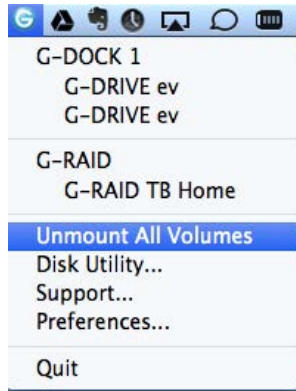 G-DOCK 1
G-DRIVE ev
G-DRIVE ev
G-RAID
G-RAID TB Home
Unmount All Volumes
Disk Utility...
Support...
Preferences...
Quit